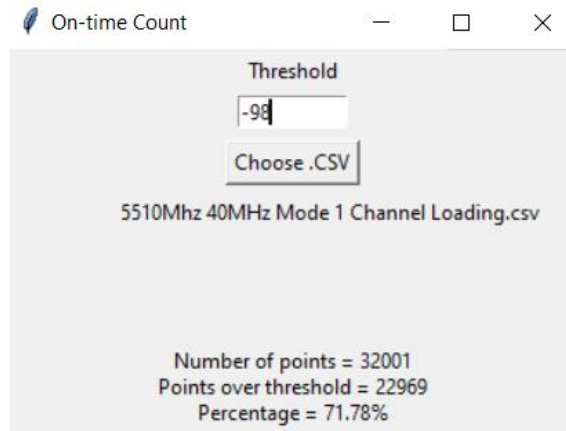 On-time Count
Threshold
-98
Choose .CSV
5510Mhz 40MHz Mode 1 Channel Loading.csv
Number of points = 32001
Points over threshold = 22969
Percentage = 71.78%